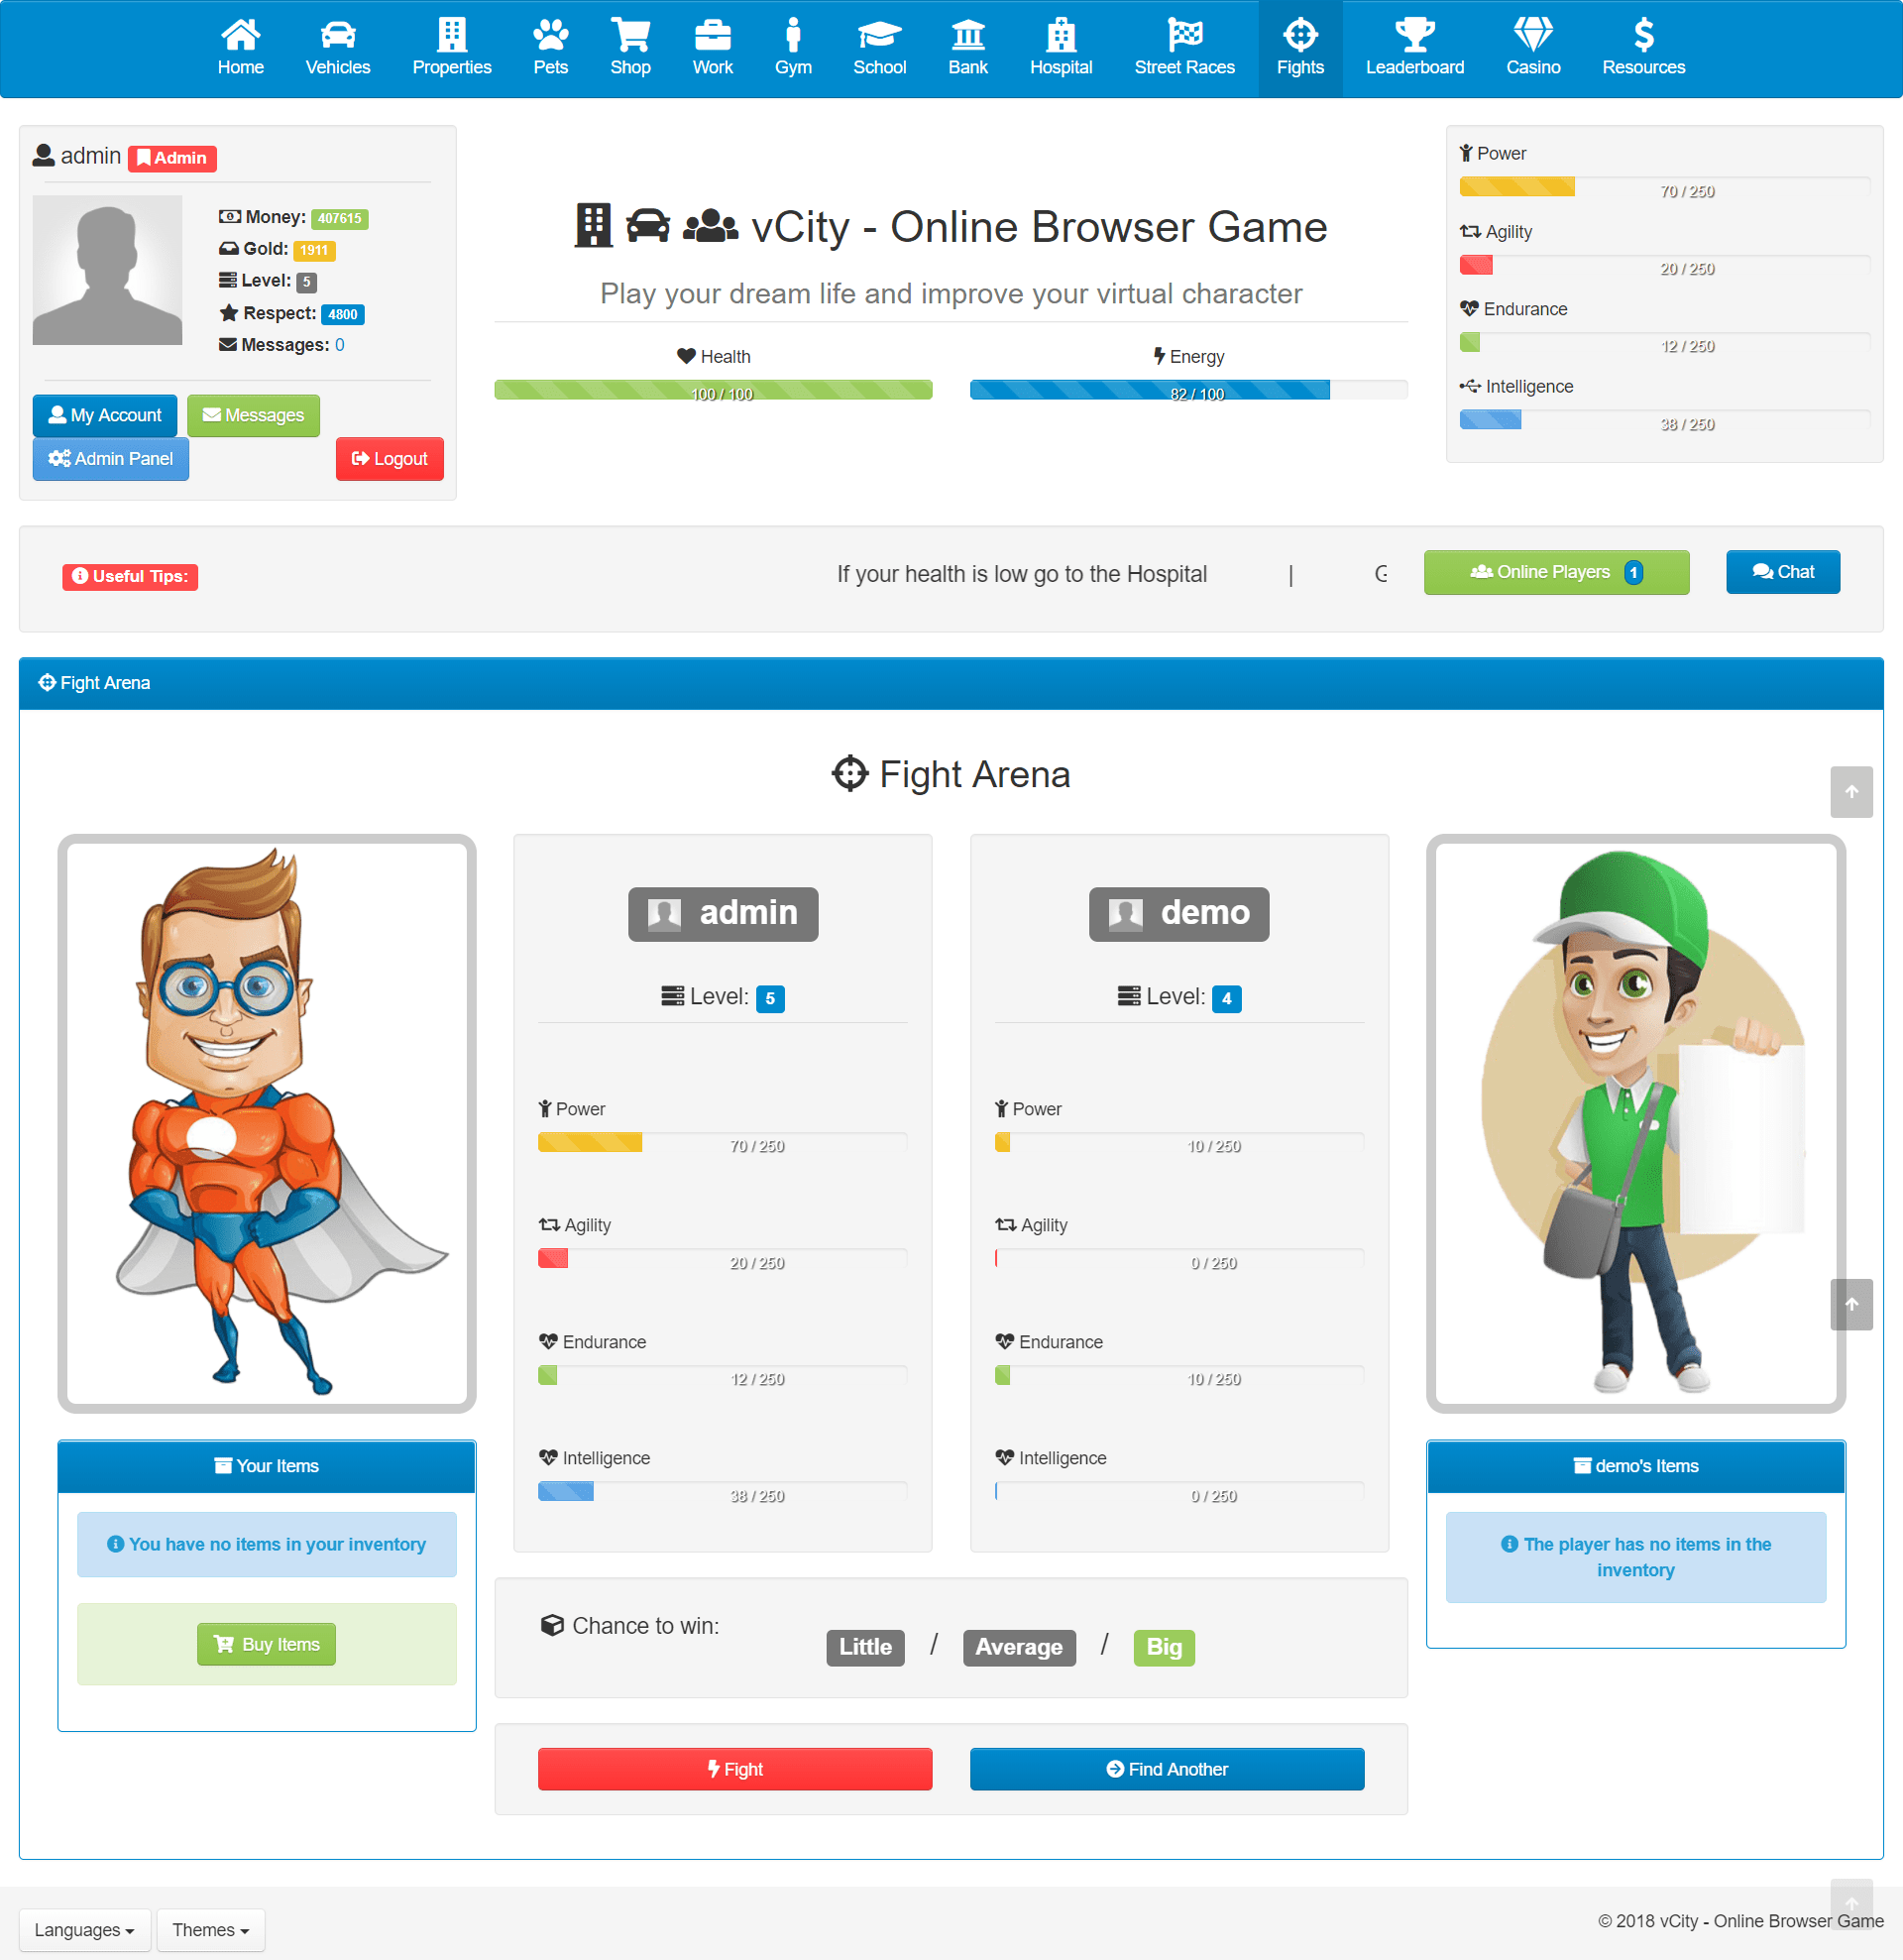 Home Vehicles Properties Pets Shop Work Gym School Bank Hospital Street Races Fights Leaderboard Casino Resources
admin Admin
Money: 407615
Gold: 1911
Level: 5
Respect: 4800
Messages: 0
My Account Messages
Admin Panel Logout
vCity - Online Browser Game
Play your dream life and improve your virtual character
Health Energy
100 / 100 82 / 100
Power
70 / 250
Agility
20 / 250
Endurance
12 / 250
Intelligence
38 / 250
Useful Tips: If your health is low go to the Hospital | G Online Players 1 Chat
Fight Arena
Fight Arena
admin
Level: 5
Power
70 / 250
Agility
20 / 250
Endurance
12 / 250
Intelligence
38 / 250
demo
Level: 4
Power
10 / 250
Agility
0 / 250
Endurance
10 / 250
Intelligence
0 / 250
Your Items
You have no items in your inventory
Buy Items
demo's Items
The player has no items in the
inventory
Chance to win:
Little / Average / Big
Fight Find Another
Languages Themes
© 2018 vCity - Online Browser Game